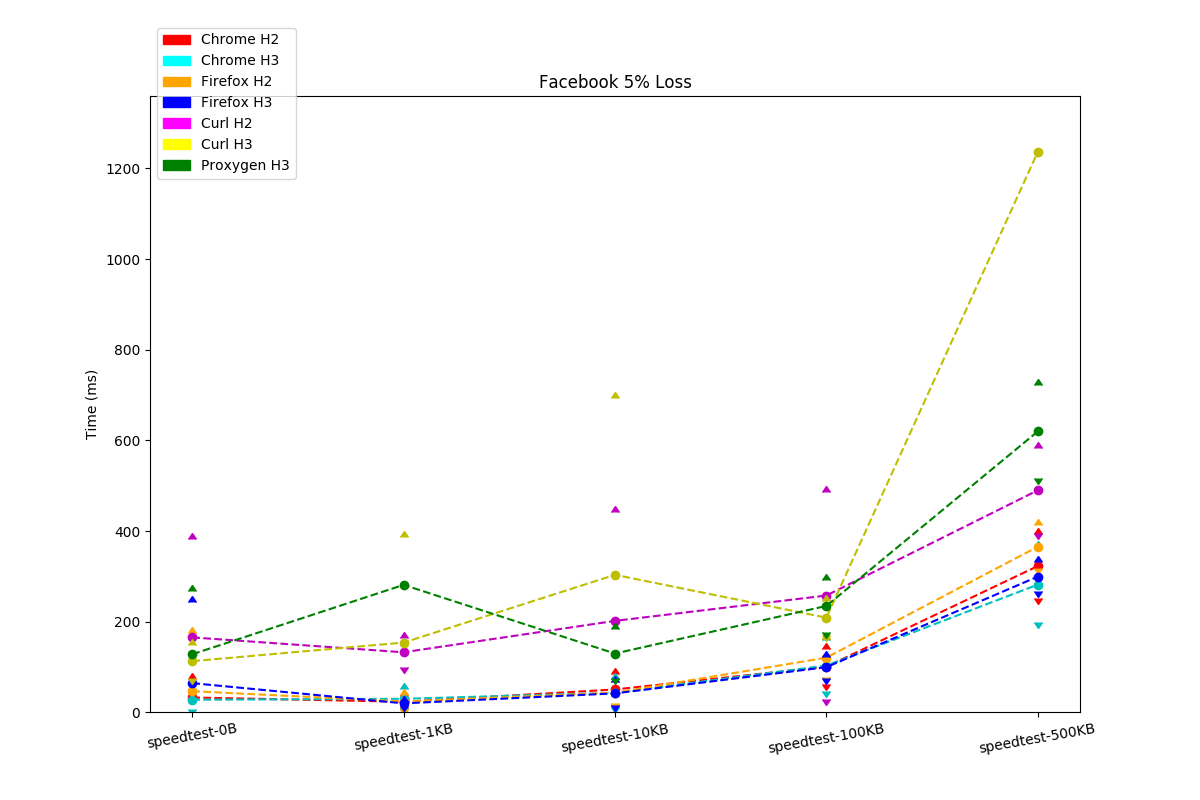 Chrome H2
Chrome H3
Firefox H2
Firefox H3
Curl H2
Curl H3
Proxygen H3
Facebook 5% Loss
Time (ms)
1200
1000
800
600
400
200
0
speedtest-0B
speedtest-1KB
speedtest-10KB
speedtest-100KB
speedtest-500KB